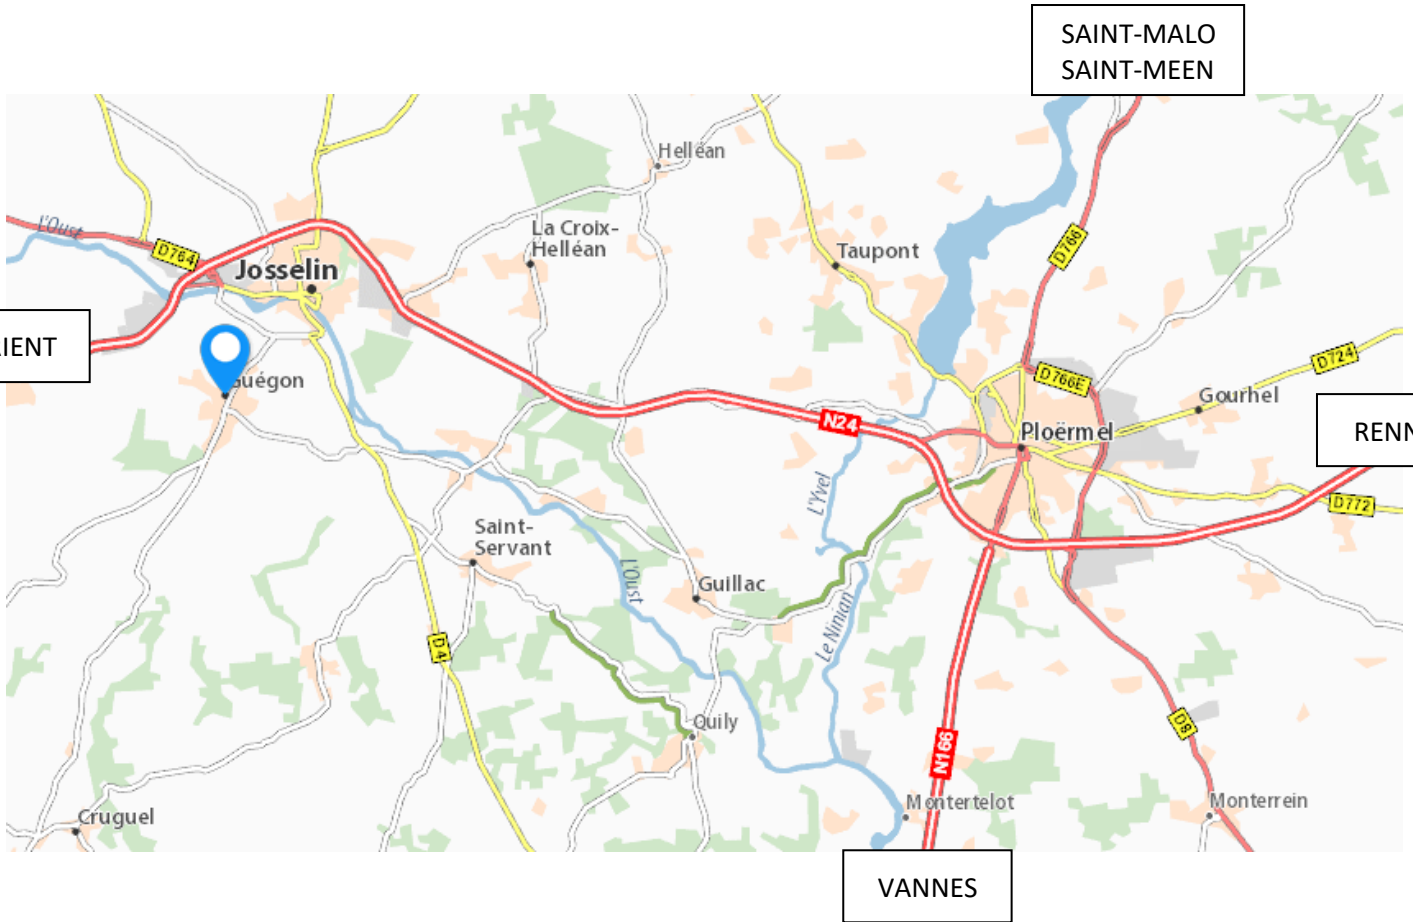 SAINT-MALO
SAINT-MEEN
Helléan
L'Oust
La Croix-
Helléan
D764
Josselin
Taupont
D766
IENT
Guégon
D766E
D724
Gourhel
N24
Ploërmel
RENN
L'Yvel
D772
Saint-
Servant
L'Oust
Guillac
Le Ninian
D4
Quily
D8
N166
Montertelot
Monterrein
Cruguel
VANNES